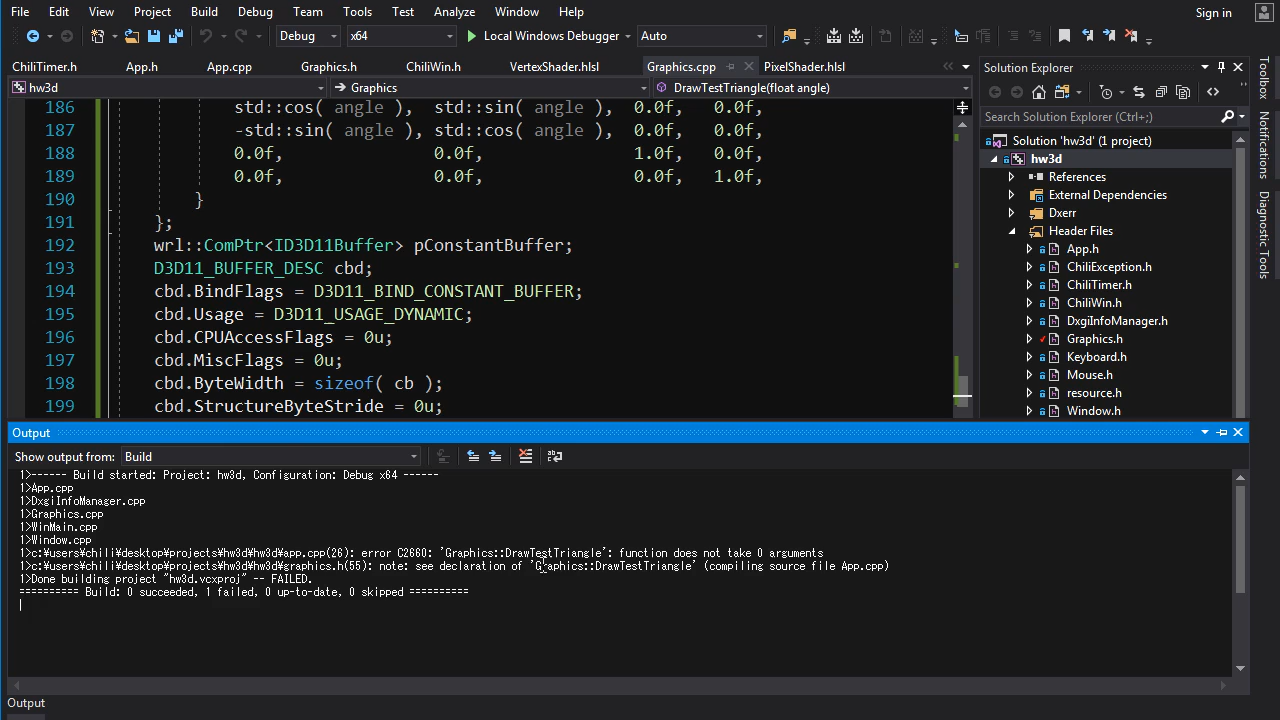 File Edit View Project Build Debug Team Tools Test Analyze Window Help Sign in
Debug x64 Local Windows Debugger Auto
ChiliTimer.h App.h App.cpp Graphics.h ChiliWin.h VertexShader.hlsl Graphics.cpp PixelShader.hlsl
hw3d Graphics DrawTestTriangle(float angle)
186 std::cos( angle ), std::sin( angle ), 0.0f, 0.0f,
187 -std::sin( angle ), std::cos( angle ), 0.0f, 0.0f,
188 0.0f, 0.0f, 1.0f, 0.0f,
189 0.0f, 0.0f, 0.0f, 1.0f,
190 }
191 };
192 wrl::ComPtr<ID3D11Buffer> pConstantBuffer;
193 D3D11_BUFFER_DESC cbd;
194 cbd.BindFlags = D3D11_BIND_CONSTANT_BUFFER;
195 cbd.Usage = D3D11_USAGE_DYNAMIC;
196 cbd.CPUAccessFlags = 0u;
197 cbd.MiscFlags = 0u;
198 cbd.ByteWidth = sizeof( cb );
199 cbd.StructureByteStride = 0u;
Solution Explorer
Search Solution Explorer (Ctrl+;)
Solution 'hw3d' (1 project)
hw3d
References
External Dependencies
Dxerr
Header Files
App.h
ChiliException.h
ChiliTimer.h
ChiliWin.h
DxgiInfoManager.h
Graphics.h
Keyboard.h
Mouse.h
resource.h
Window.h
Toolbox
Notifications
Diagnostic Tools
Output
Show output from: Build
1>------ Build started: Project: hw3d, Configuration: Debug x64 ------
1>App.cpp
1>DxgiInfoManager.cpp
1>Graphics.cpp
1>WinMain.cpp
1>Window.cpp
1>c:¥users¥chili¥desktop¥projects¥hw3d¥hw3d¥app.cpp(26): error C2660: 'Graphics::DrawTestTriangle': function does not take 0 arguments
1>c:¥users¥chili¥desktop¥projects¥hw3d¥hw3d¥graphics.h(55): note: see declaration of 'Graphics::DrawTestTriangle' (compiling source file App.cpp)
1>Done building project "hw3d.vcxproj" -- FAILED.
========== Build: 0 succeeded, 1 failed, 0 up-to-date, 0 skipped ==========
Output